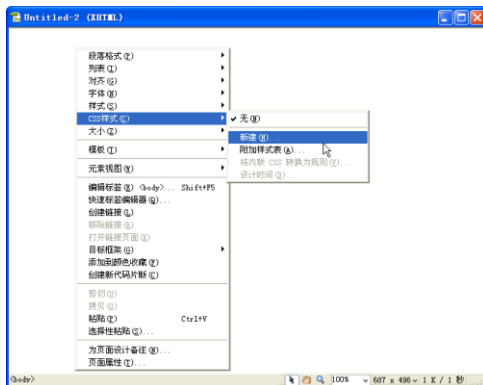 Untitled-2 (XHTML)
段落格式(P)
列表(I)
对齐(G)
字体(N)
样式(S)
CSS样式(C)
✓ 无(N)
大小(Z)
新建(N)...
模板(T)
附加样式表(A)...
将内联 CSS 转换为规则(V)...
元素视图(W)
设计时间(D)...
编辑标签(E) <body>... Shift+F5
快速标签编辑器(Q)...
创建链接(L)
移除链接(R)
打开链接页面(K)
目标框架(G)
添加到颜色收藏(F)
创建新代码片断(C)
剪切(U)
拷贝(O)
粘贴(P) Ctrl+V
选择性粘贴(S)...
为页面设计备注(N)...
页面属性(T)...
<body>
100% 687 x 496 1 K / 1 秒